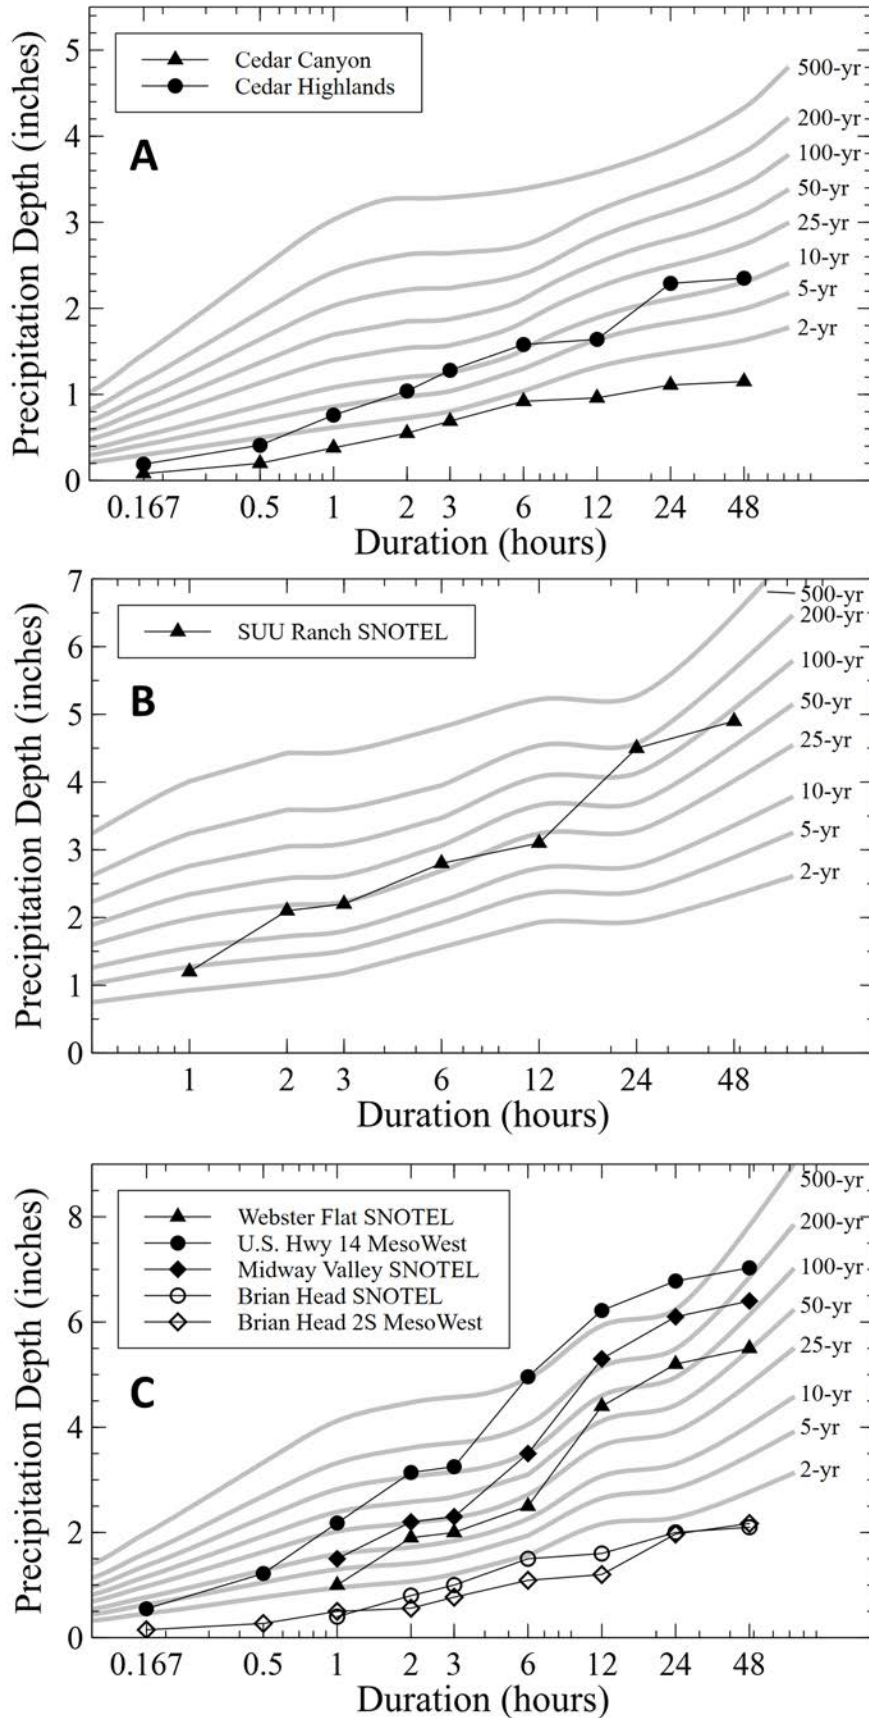 Precipitation Depth (inches)
5
4
3
2
1
0
Cedar Canyon
Cedar Highlands
A
500-yr
200-yr
100-yr
50-yr
25-yr
10-yr
5-yr
2-yr
0.167 0.5 1 2 3 6 12 24 48
Duration (hours)
Precipitation Depth (inches)
7
6
5
4
3
2
1
0
SUU Ranch SNOTEL
B
500-yr
200-yr
100-yr
50-yr
25-yr
10-yr
5-yr
2-yr
1 2 3 6 12 24 48
Duration (hours)
Precipitation Depth (inches)
8
6
4
2
0
Webster Flat SNOTEL
U.S. Hwy 14 MesoWest
Midway Valley SNOTEL
Brian Head SNOTEL
Brian Head 2S MesoWest
C
500-yr
200-yr
100-yr
50-yr
25-yr
10-yr
5-yr
2-yr
0.167 0.5 1 2 3 6 12 24 48
Duration (hours)